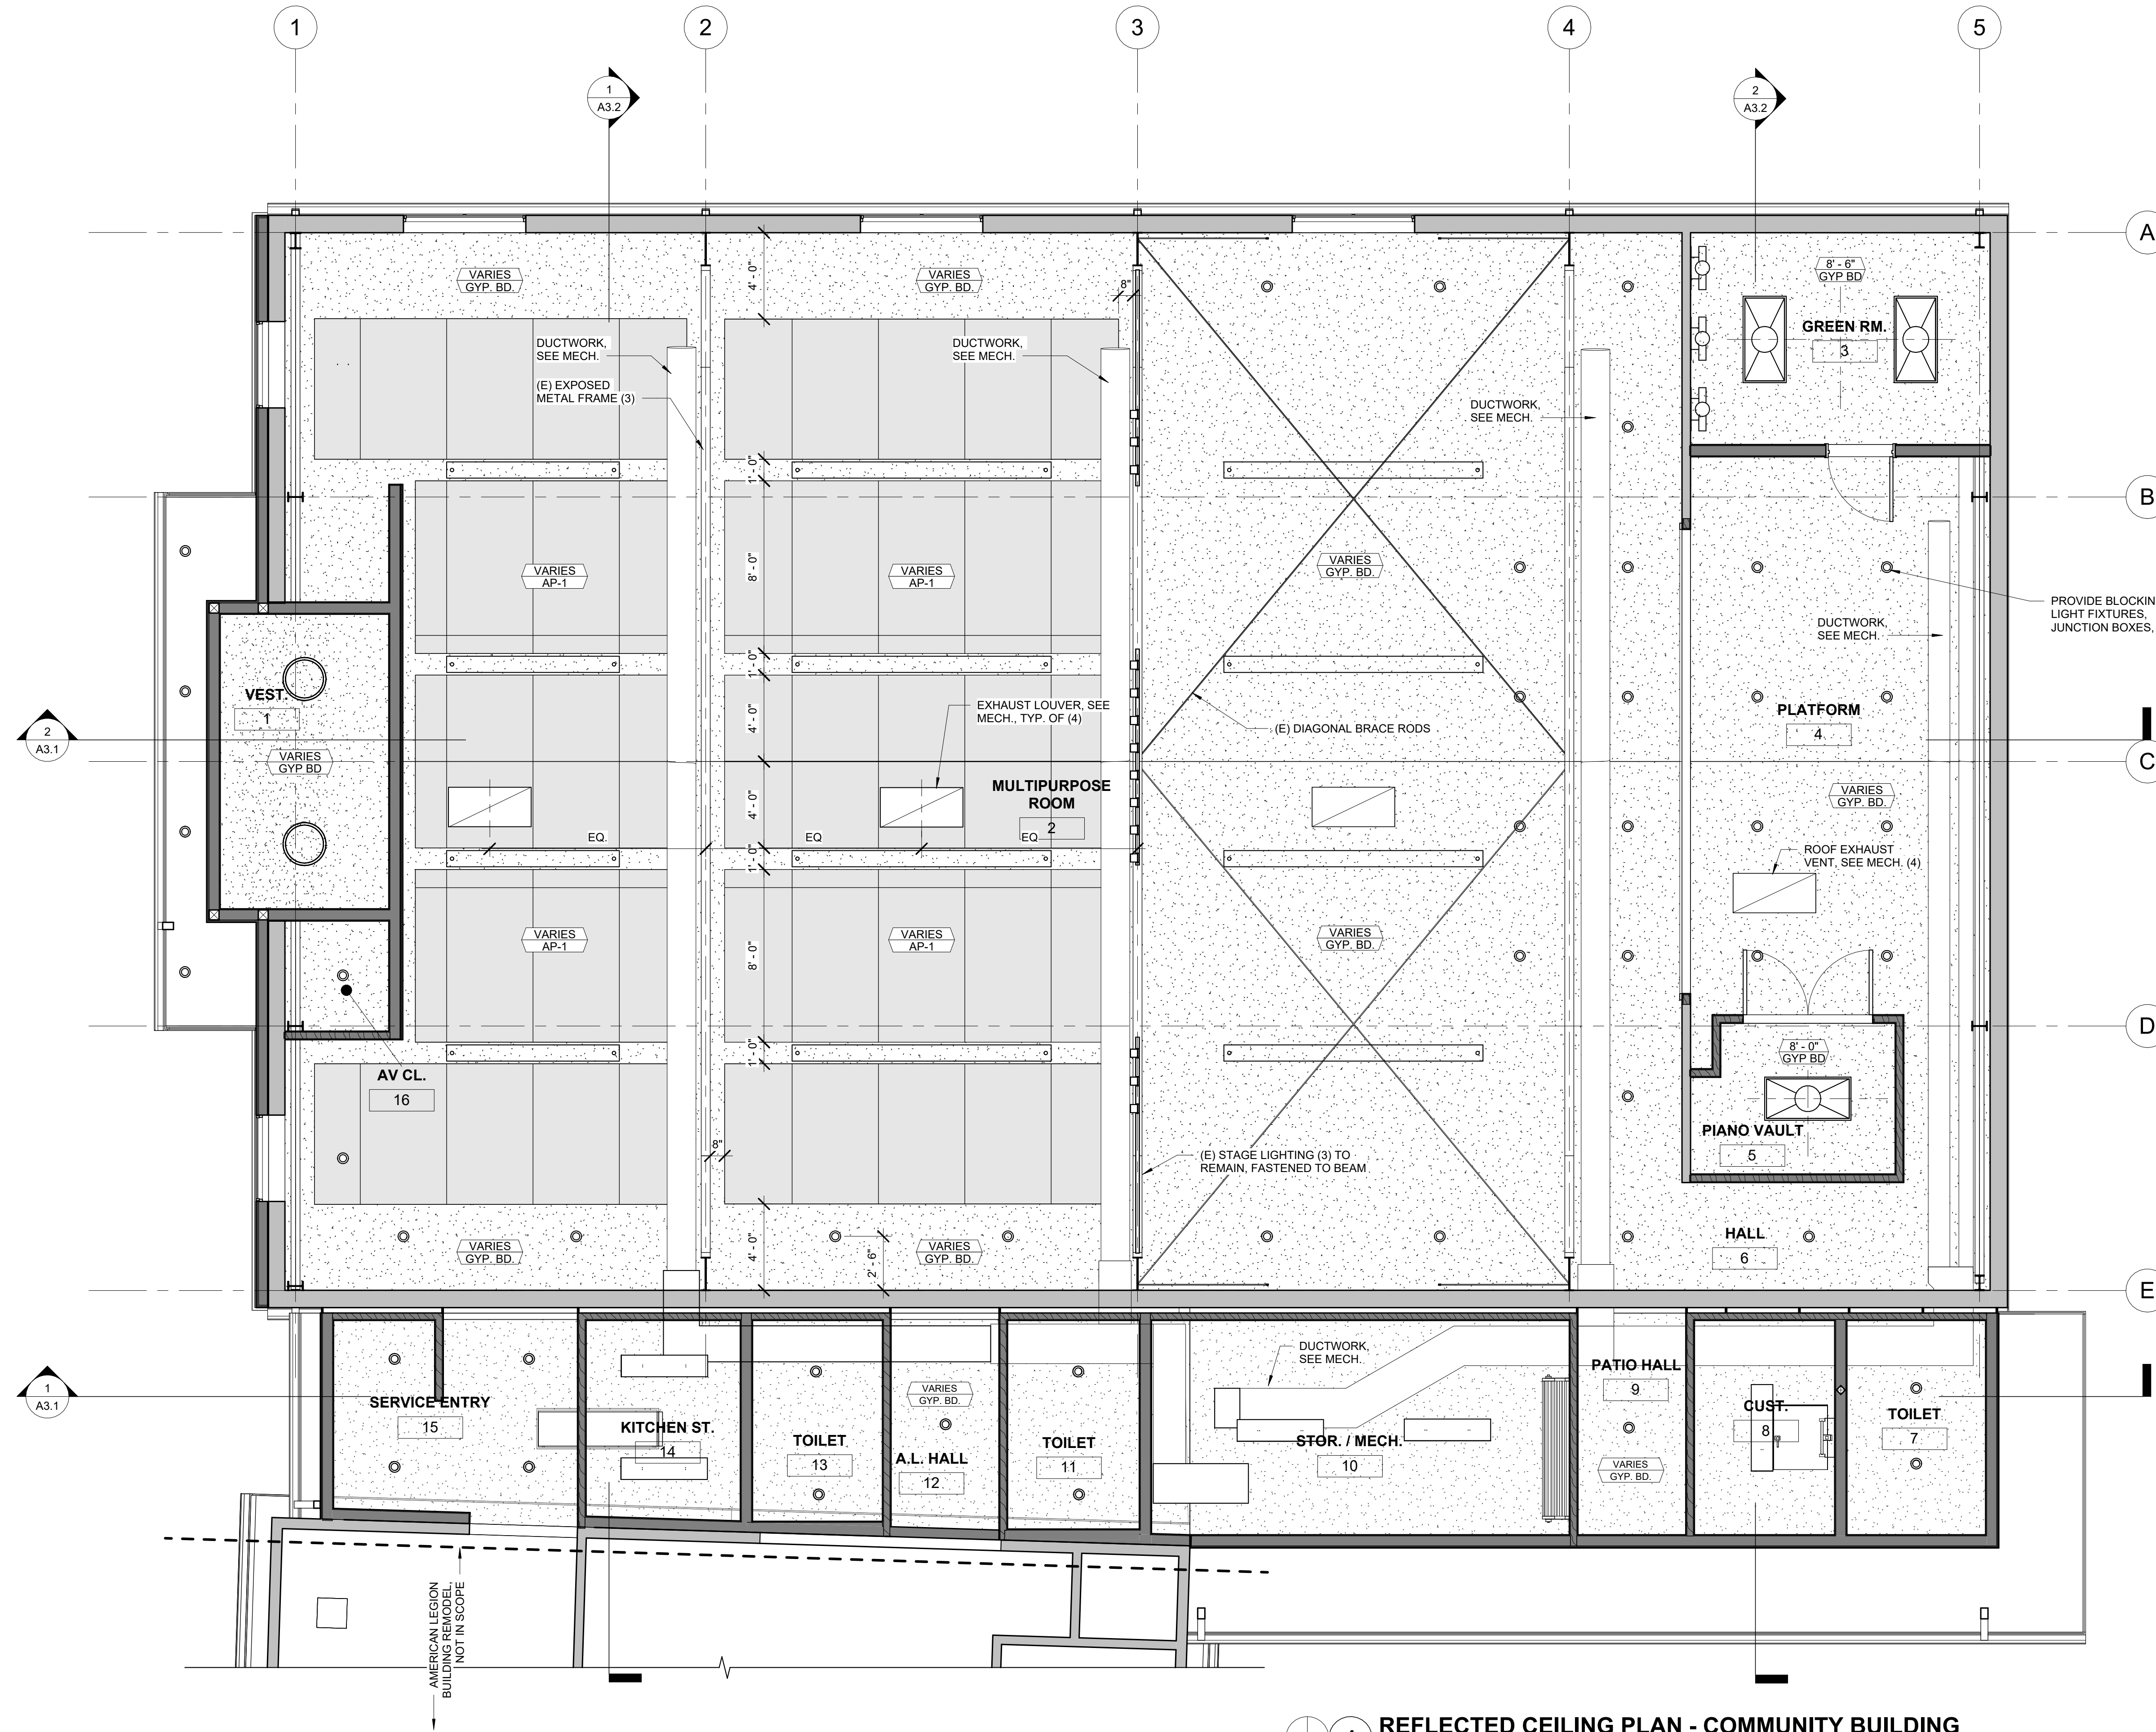 1
2
3
4
5
1
A3.2
2
A3.2
A
VARIES
GYP. BD.
VARIES
GYP. BD.
4' - 0"
8"
8' - 6"
GYP BD
GREEN RM.
3
DUCTWORK,
SEE MECH.
(E) EXPOSED
METAL FRAME (3)
DUCTWORK,
SEE MECH.
DUCTWORK,
SEE MECH.
1' - 0"
B
VARIES
AP-1
8' - 0"
VARIES
AP-1
VARIES
GYP. BD.
PROVIDE BLOCKIN
LIGHT FIXTURES,
JUNCTION BOXES,
DUCTWORK,
SEE MECH.
1' - 0"
VEST.
1
VARIES
GYP BD
4' - 0"
EXHAUST LOUVER, SEE
MECH., TYP. OF (4)
(E) DIAGONAL BRACE RODS
PLATFORM
4
2
A3.1
C
MULTIPURPOSE
ROOM
2
4' - 0"
VARIES
GYP. BD.
EQ.
EQ
EQ
1' - 0"
ROOF EXHAUST
VENT, SEE MECH. (4)
VARIES
AP-1
8' - 0"
VARIES
AP-1
VARIES
GYP. BD.
D
1' - 0"
8' - 0"
GYP BD
AV CL.
16
PIANO VAULT
5
8"
(E) STAGE LIGHTING (3) TO
REMAIN, FASTENED TO BEAM
VARIES
GYP. BD.
4' - 0"
2' - 6"
VARIES
GYP. BD.
HALL
6
E
1
A3.1
SERVICE ENTRY
15
KITCHEN ST.
14
TOILET
13
VARIES
GYP. BD.
A.L. HALL
12
TOILET
11
DUCTWORK,
SEE MECH.
STOR. / MECH.
10
PATIO HALL
9
VARIES
GYP. BD.
CUST.
8
TOILET
7
AMERICAN LEGION
BUILDING REMODEL,
NOT IN SCOPE
REFLECTED CEILING PLAN - COMMUNITY BUILDING